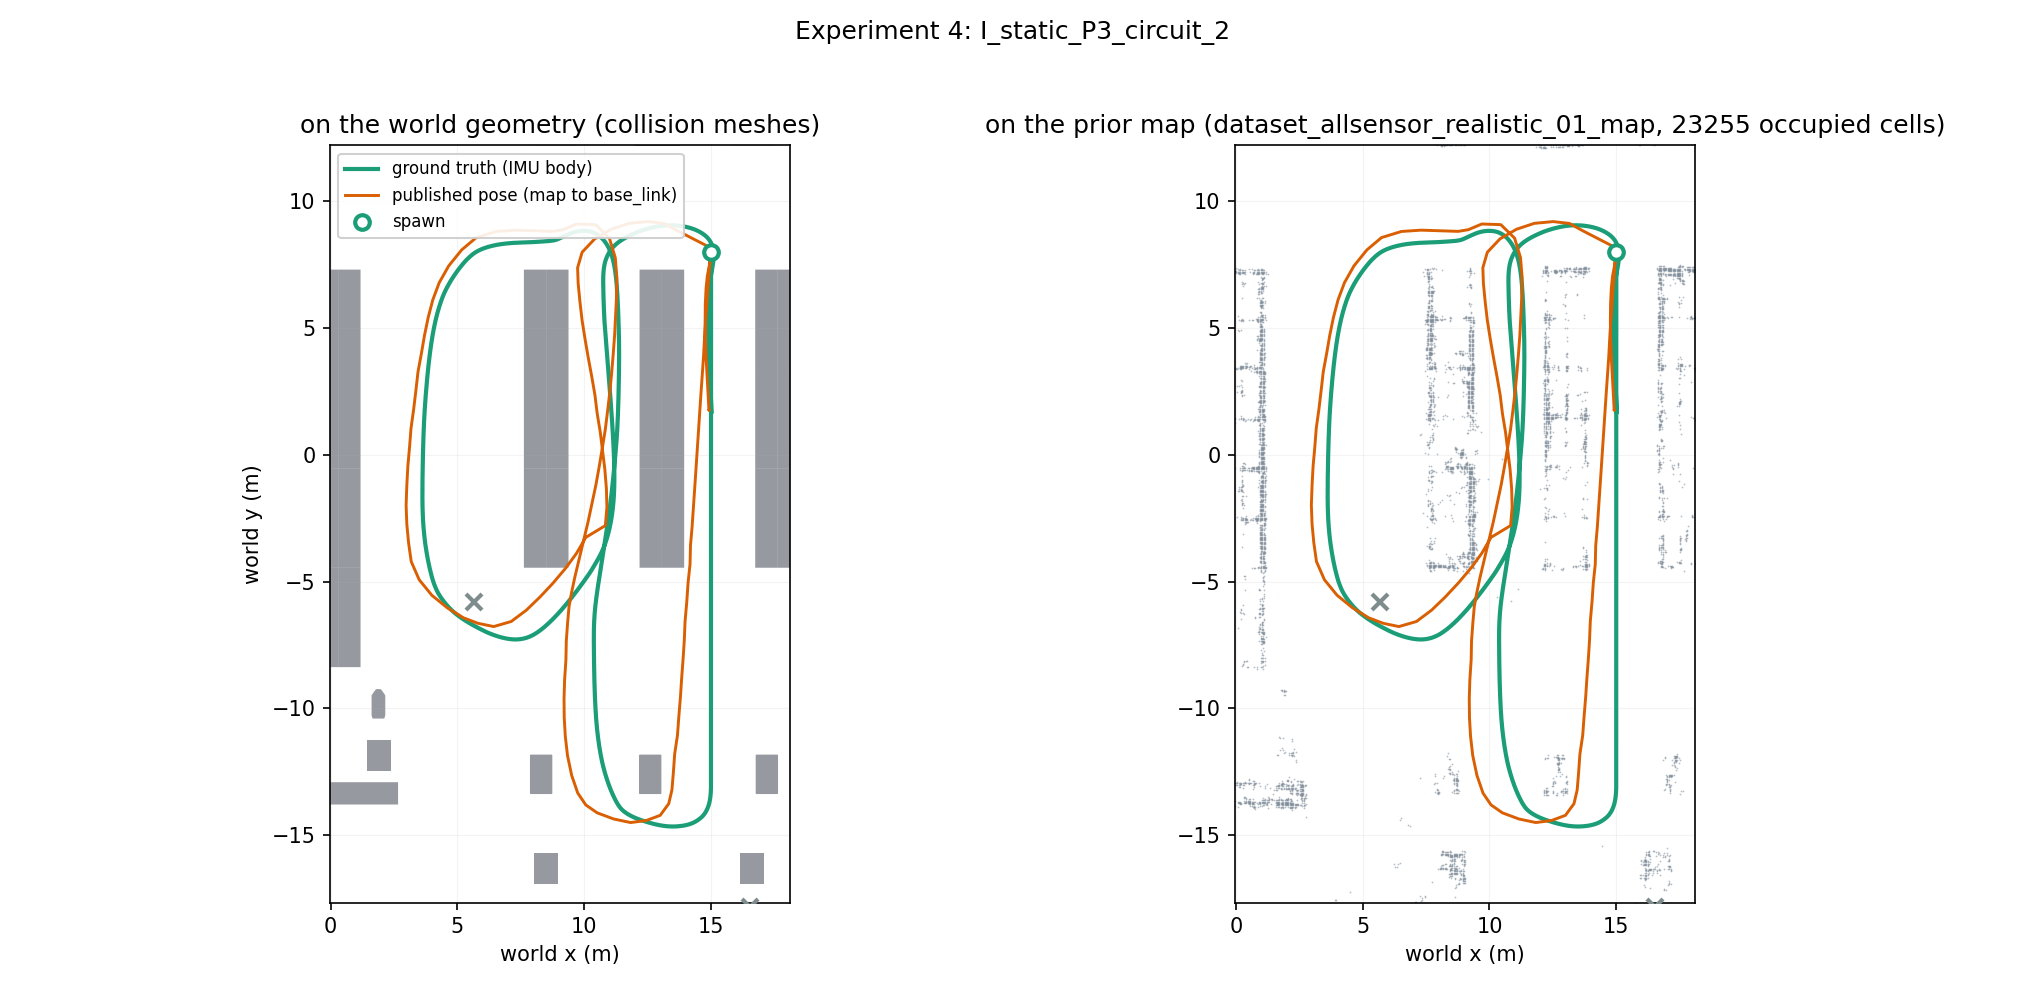 Experiment 4: I_static_P3_circuit_2
on the world geometry (collision meshes)
ground truth (IMU body)
published pose (map to base_link)
spawn
10
5
0
−5
−10
−15
world y (m)
0 5 10 15
world x (m)
on the prior map (dataset_allsensor_realistic_01_map, 23255 occupied cells)
10
5
0
−5
−10
−15
0 5 10 15
world x (m)